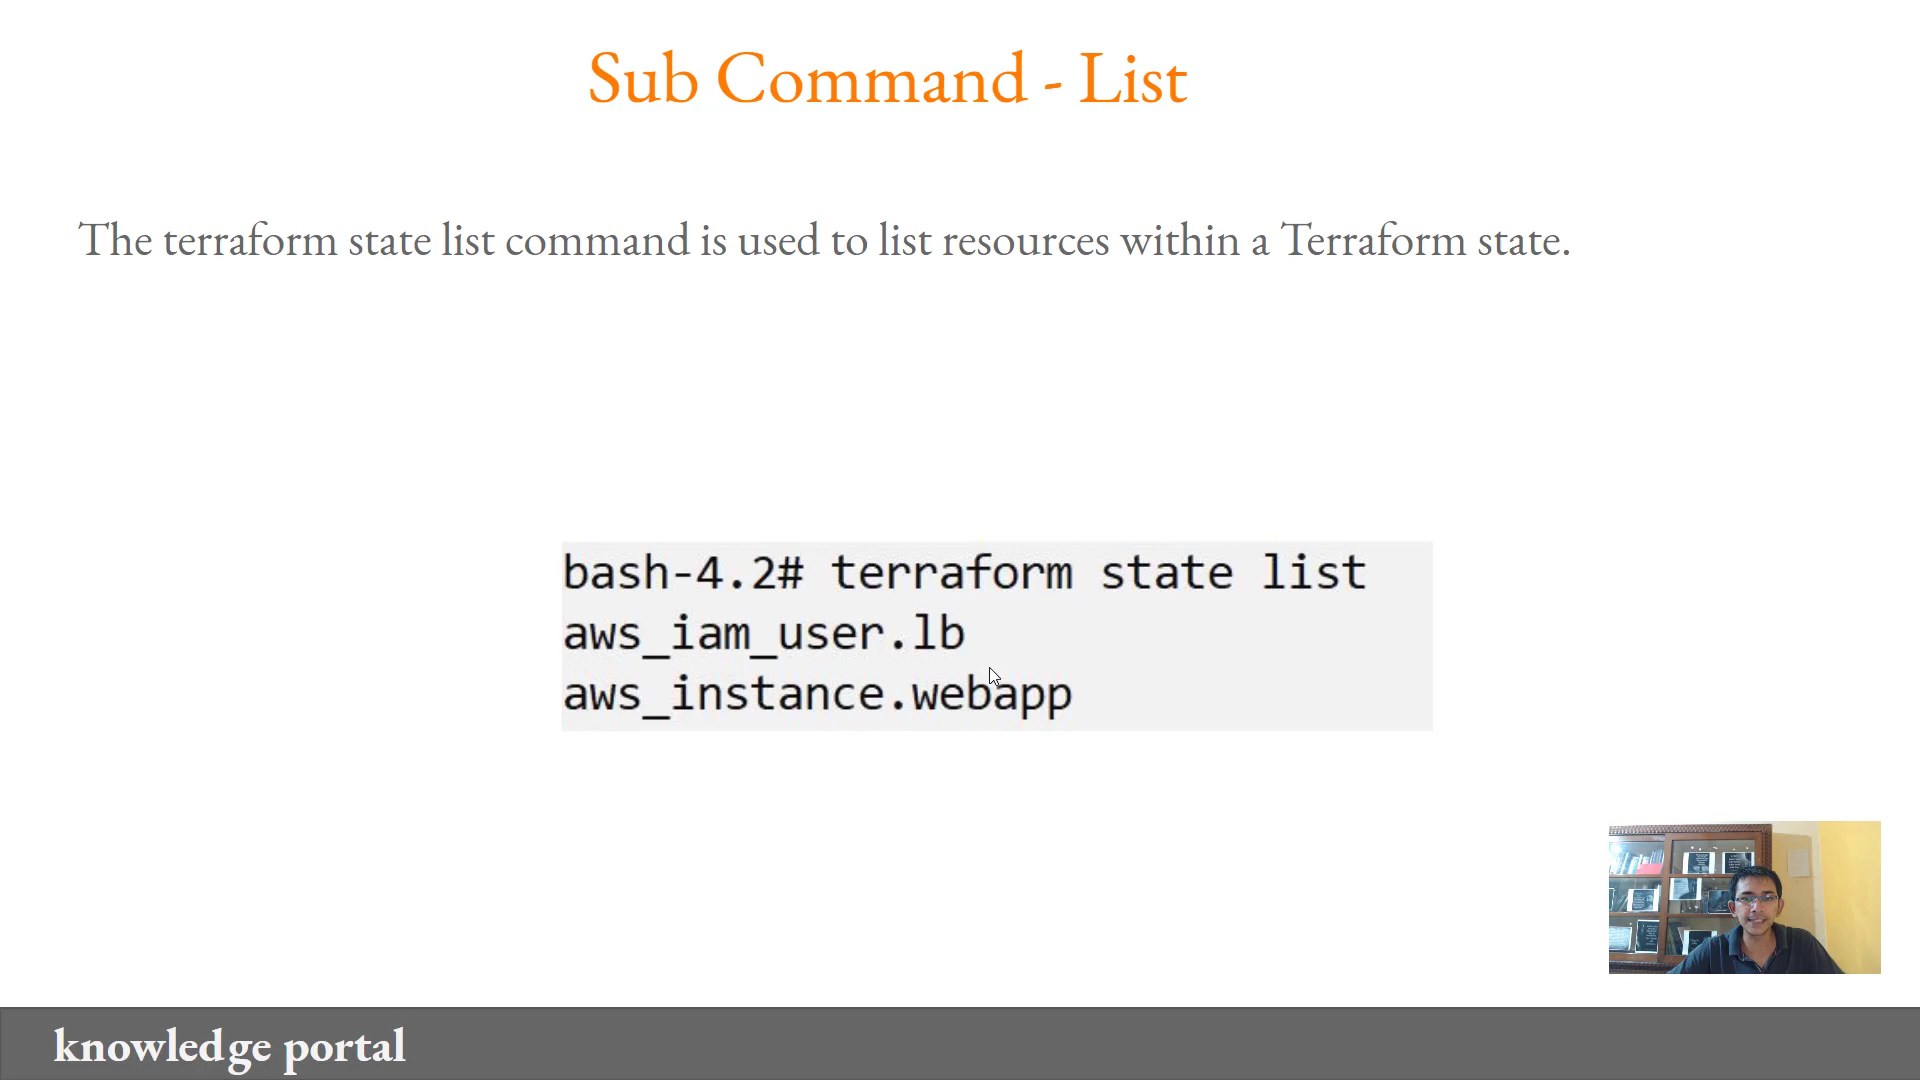 Sub Command - List
The terraform state list command is used to list resources within a Terraform state.
bash-4.2# terraform state list
aws_iam_user.lb
aws_instance.webapp
knowledge portal